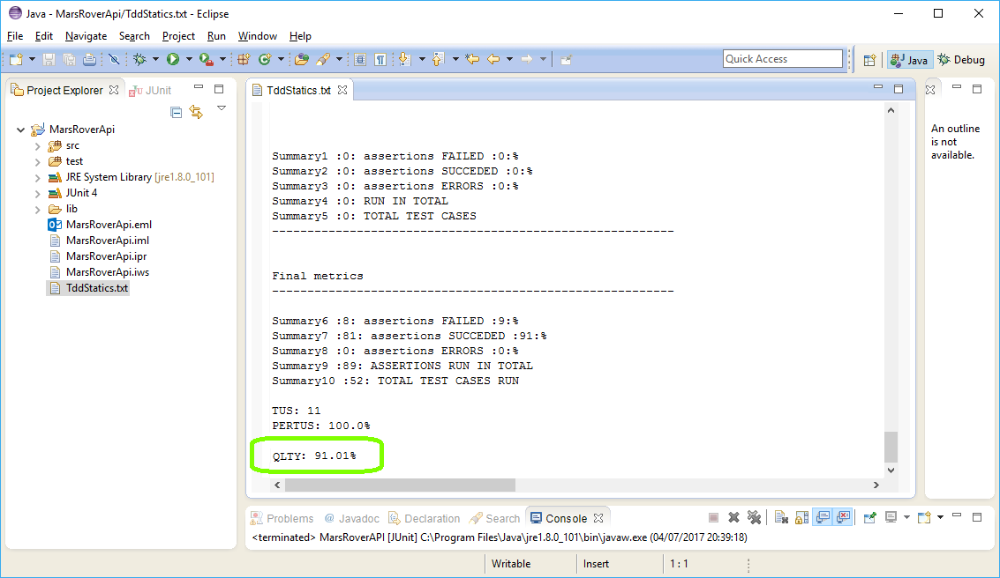 Java - MarsRoverApi/TddStatics.txt - Eclipse
File Edit Navigate Search Project Run Window Help
Quick Access
Java
Debug
Project Explorer
JUnit
MarsRoverApi
src
test
JRE System Library [jre1.8.0_101]
JUnit 4
lib
MarsRoverApi.eml
MarsRoverApi.iml
MarsRoverApi.ipr
MarsRoverApi.iws
TddStatics.txt
TddStatics.txt
Summary1 :0: assertions FAILED :0:%
Summary2 :0: assertions SUCCEDED :0:%
Summary3 :0: assertions ERRORS :0:%
Summary4 :0: RUN IN TOTAL
Summary5 :0: TOTAL TEST CASES
---------------------------------------------------------
Final metrics
---------------------------------------------------------
Summary6 :8: assertions FAILED :9:%
Summary7 :81: assertions SUCCEDED :91:%
Summary8 :0: assertions ERRORS :0:%
Summary9 :89: ASSERTIONS RUN IN TOTAL
Summary10 :52: TOTAL TEST CASES RUN
TUS: 11
PERTUS: 100.0%
QLTY: 91.01%
An outline
is not
available.
Problems @ Javadoc Declaration Search Console
<terminated> MarsRoverAPI [JUnit] C:\Program Files\Java\jre1.8.0_101\bin\javaw.exe (04/07/2017 20:39:18)
Writable Insert 1 : 1